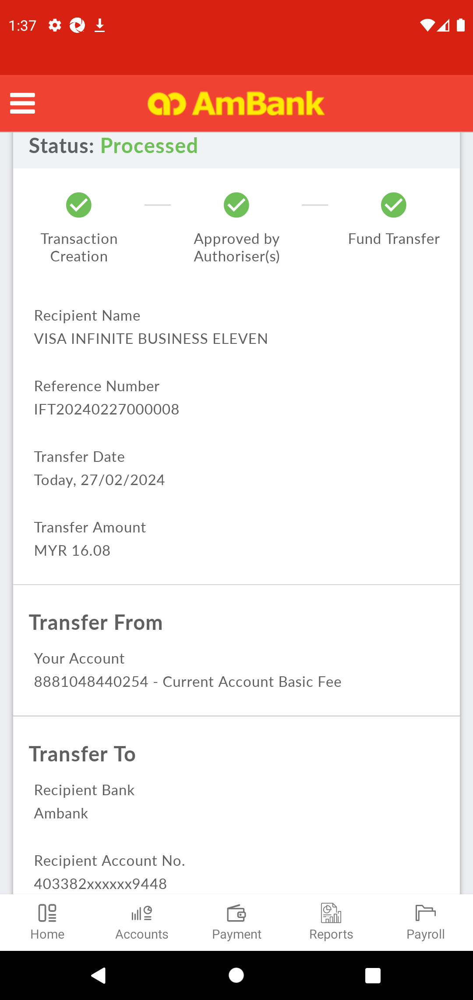 1:37
AmBank
Status: Processed
Transaction
Creation
Approved by
Authoriser(s)
Fund Transfer
Recipient Name
VISA INFINITE BUSINESS ELEVEN
Reference Number
IFT20240227000008
Transfer Date
Today, 27/02/2024
Transfer Amount
MYR 16.08
Transfer From
Your Account
8881048440254 - Current Account Basic Fee
Transfer To
Recipient Bank
Ambank
Recipient Account No.
403382xxxxxx9448
Home
Accounts
Payment
Reports
Payroll